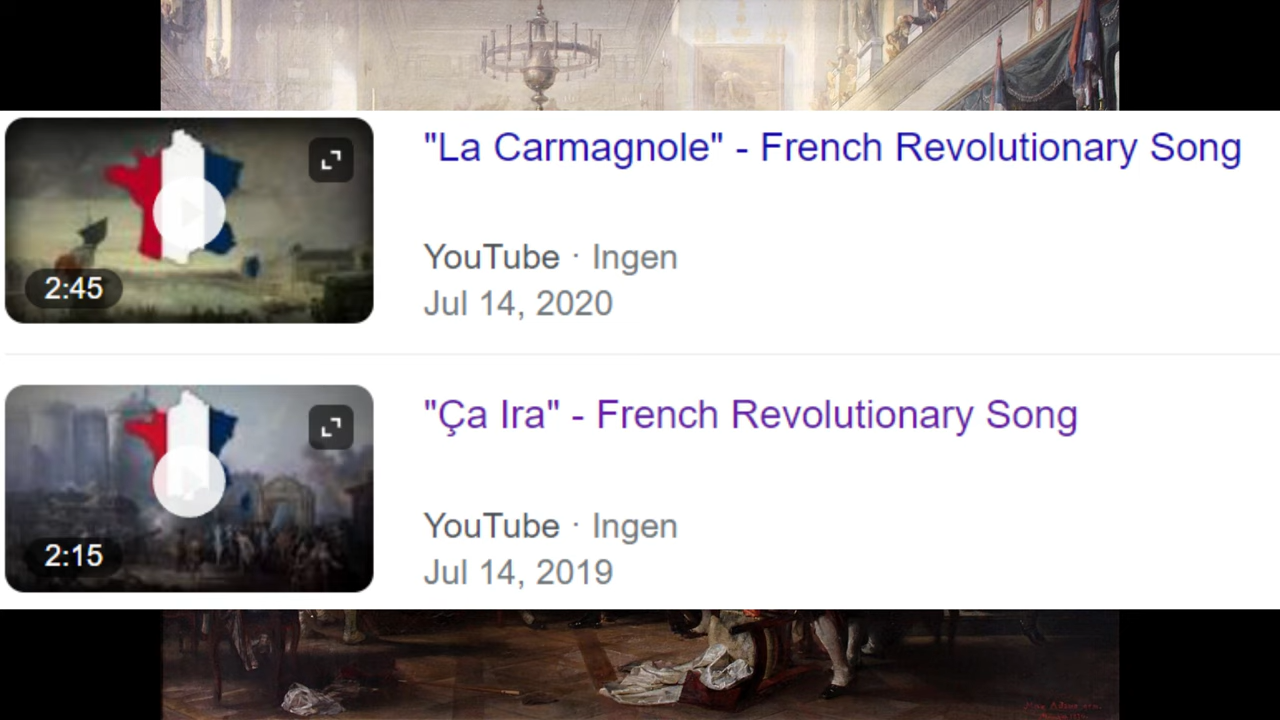 "La Carmagnole" - French Revolutionary Song
YouTube · Ingen
Jul 14, 2020
2:45
"Ça Ira" - French Revolutionary Song
YouTube · Ingen
Jul 14, 2019
2:15